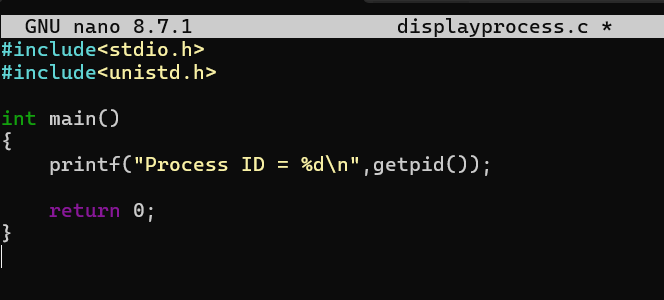 GNU nano 8.7.1 displayprocess.c *
#include<stdio.h>
#include<unistd.h>
int main()
{
printf("Process ID = %d\n",getpid());
return 0;
}